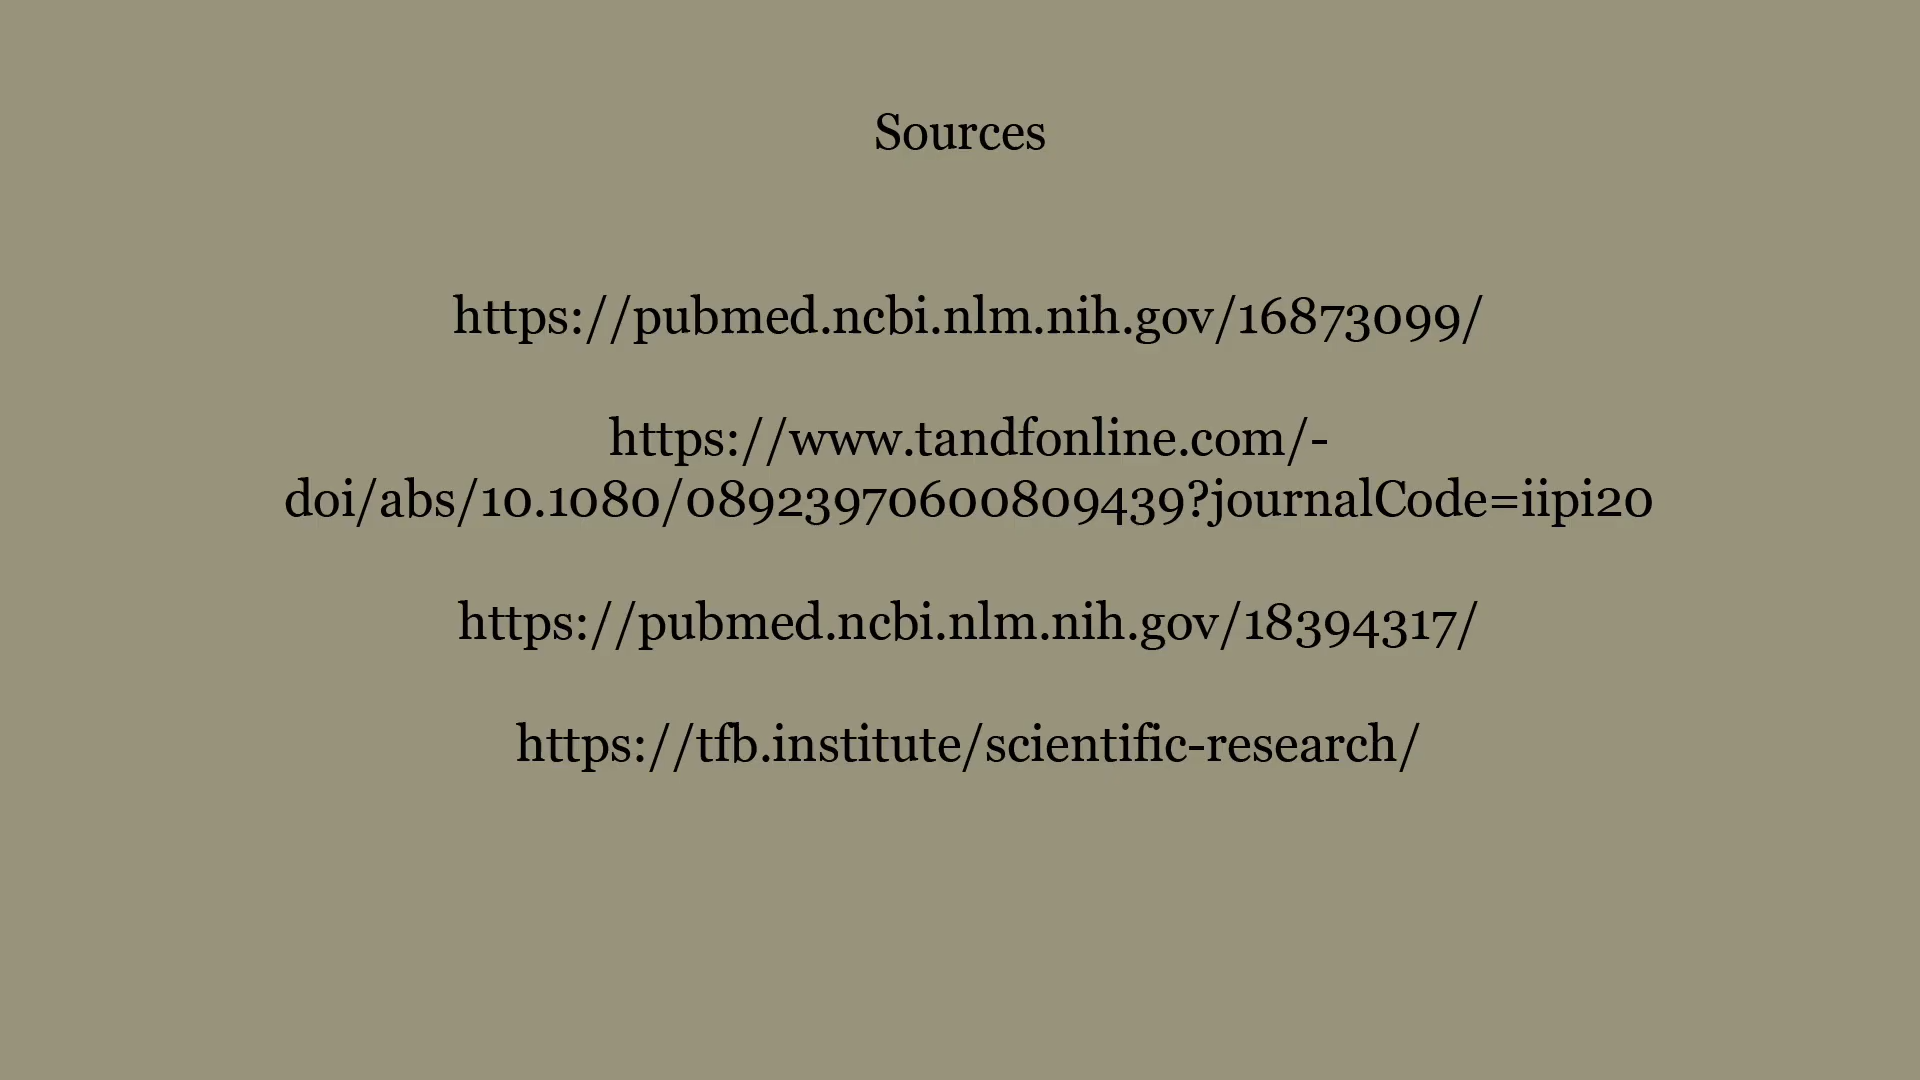 Sources
https://pubmed.ncbi.nlm.nih.gov/16873099/
https://www.tandfonline.com/-
doi/abs/10.1080/08923970600809439?journalCode=iipi20
https://pubmed.ncbi.nlm.nih.gov/18394317/
https://tfb.institute/scientific-research/